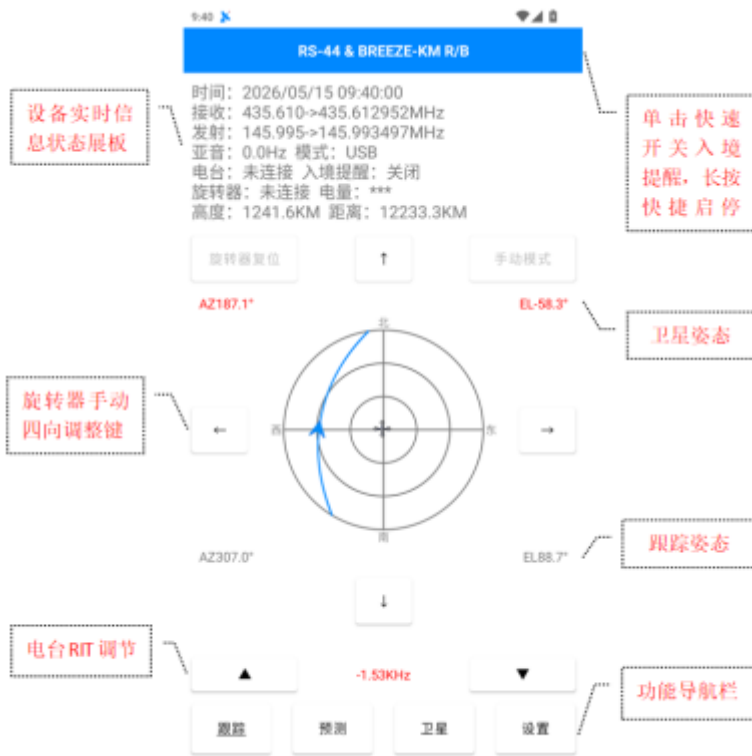 9:40
RS-44 & BREEZE-KM R/B
时间：2026/05/15 09:40:00
接收：435.610->435.612952MHz
发射：145.995->145.993497MHz
亚音：0.0Hz 模式：USB
电台：未连接 入境提醒：关闭
旋转器：未连接 电量：***
高度：1241.6KM 距离：12233.3KM
设备实时信
息状态展板
单击快速
开关入境
提醒，长按
快捷启停
旋转器复位
↑
手动模式
AZ187.1°
EL-58.3°
卫星姿态
北
旋转器手动
四向调整键
←
西
东
→
南
AZ307.0°
EL88.7°
跟踪姿态
↓
电台RIT调节
▲
-1.53KHz
▼
功能导航栏
跟踪
预测
卫星
设置